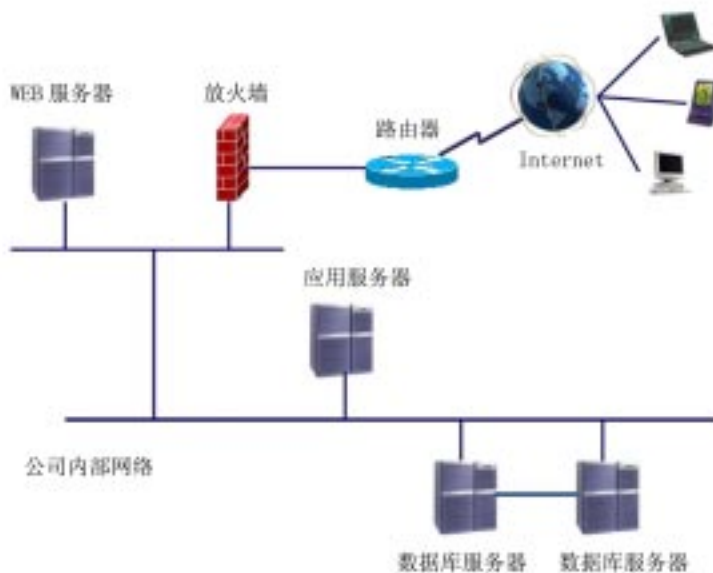 WEB 服务器
放火墙
路由器
Internet
应用服务器
公司内部网络
数据库服务器
数据库服务器